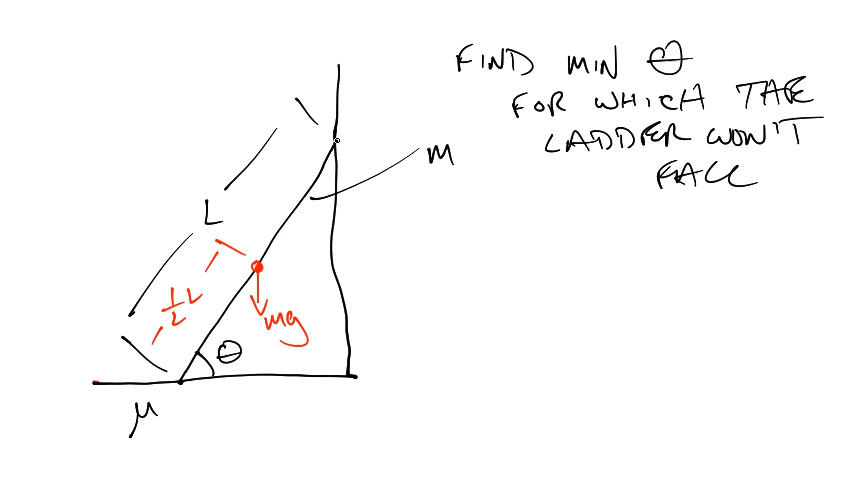 FIND MIN θ
FOR WHICH THE
LADDER WON'T
FALL
m
L
½L
mg
θ
μ